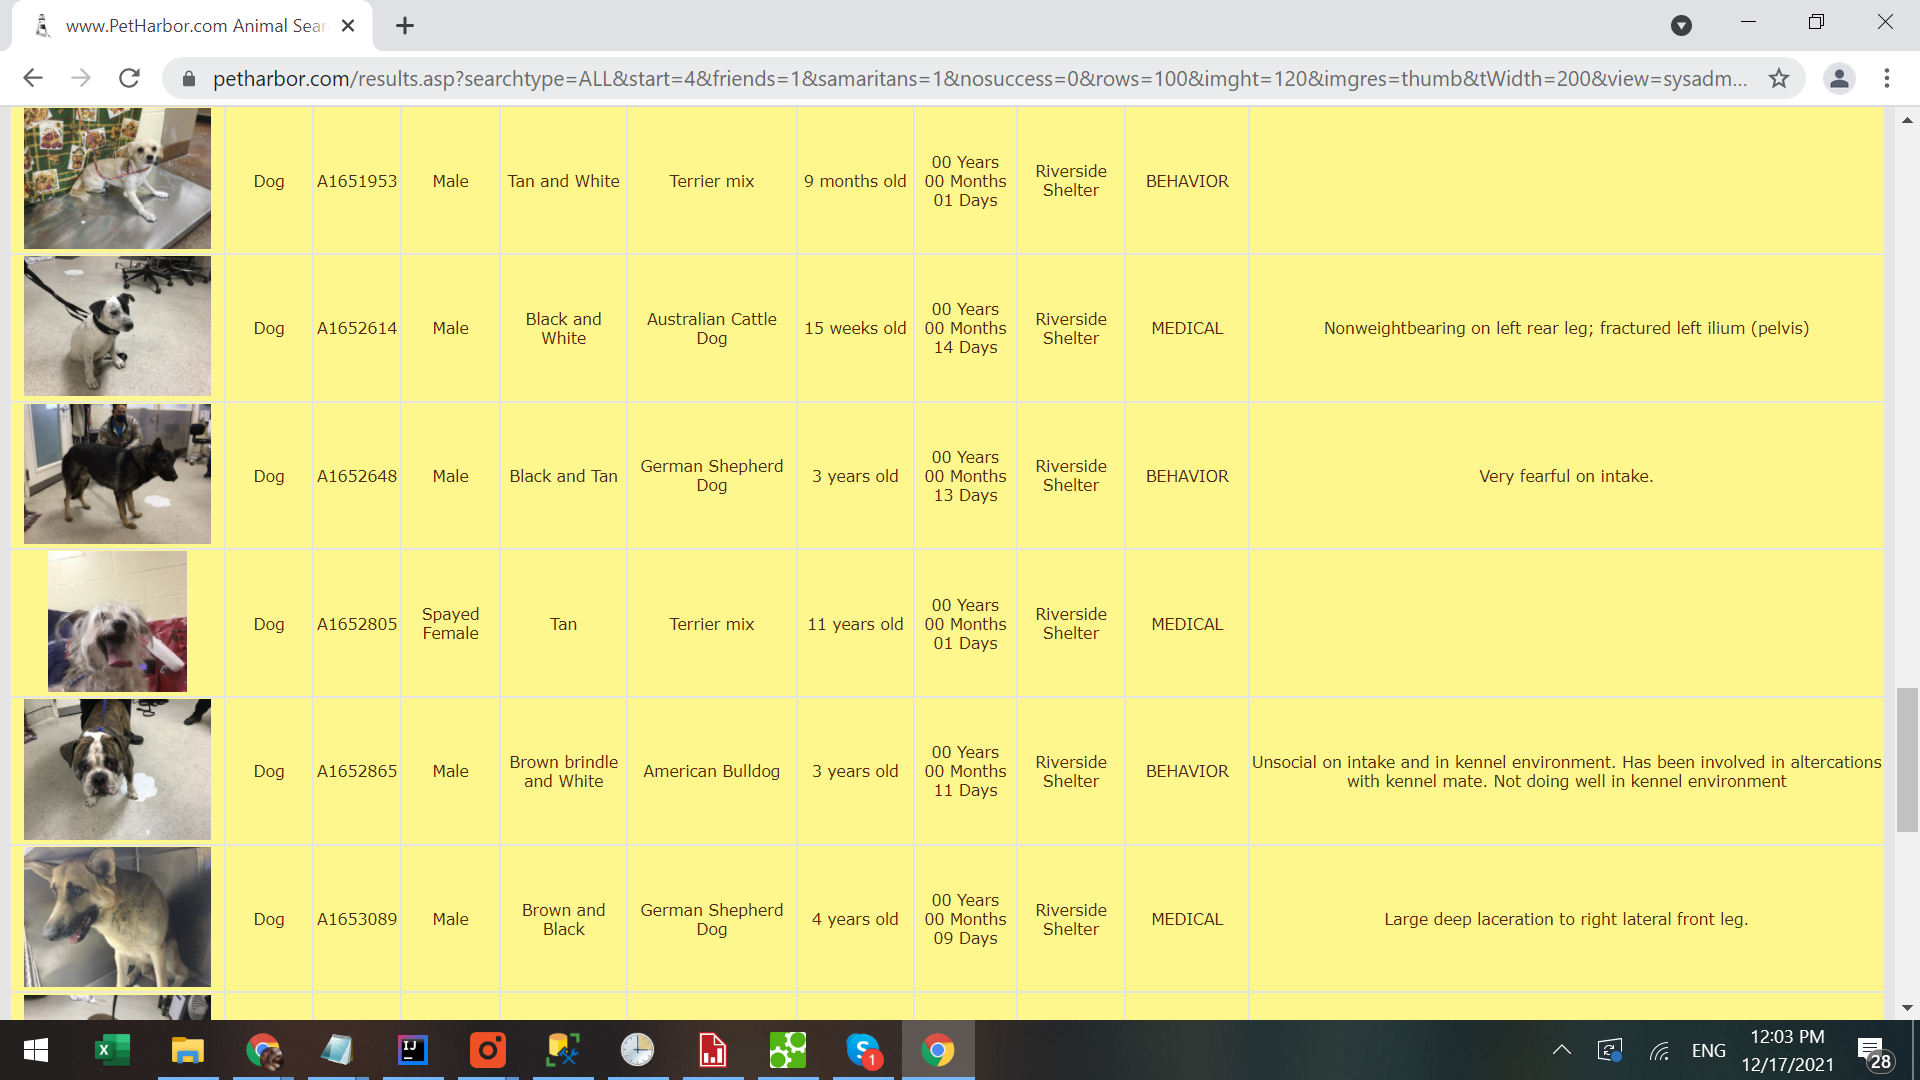 www.PetHarbor.com Animal Sear
petharbor.com/results.asp?searchtype=ALL&start=4&friends=1&samaritans=1&nosuccess=0&rows=100&imght=120&imgres=thumb&tWidth=200&view=sysadm...
Dog A1651953 Male Tan and White Terrier mix 9 months old 00 Years
00 Months
01 Days Riverside
Shelter BEHAVIOR
Dog A1652614 Male Black and
White Australian Cattle
Dog 15 weeks old 00 Years
00 Months
14 Days Riverside
Shelter MEDICAL Nonweightbearing on left rear leg; fractured left ilium (pelvis)
Dog A1652648 Male Black and Tan German Shepherd
Dog 3 years old 00 Years
00 Months
13 Days Riverside
Shelter BEHAVIOR Very fearful on intake.
Dog A1652805 Spayed
Female Tan Terrier mix 11 years old 00 Years
00 Months
01 Days Riverside
Shelter MEDICAL
Dog A1652865 Male Brown brindle
and White American Bulldog 3 years old 00 Years
00 Months
11 Days Riverside
Shelter BEHAVIOR Unsocial on intake and in kennel environment. Has been involved in altercations
with kennel mate. Not doing well in kennel environment
Dog A1653089 Male Brown and
Black German Shepherd
Dog 4 years old 00 Years
00 Months
09 Days Riverside
Shelter MEDICAL Large deep laceration to right lateral front leg.
X
IJ
S
1
ENG
12:03 PM
12/17/2021
28